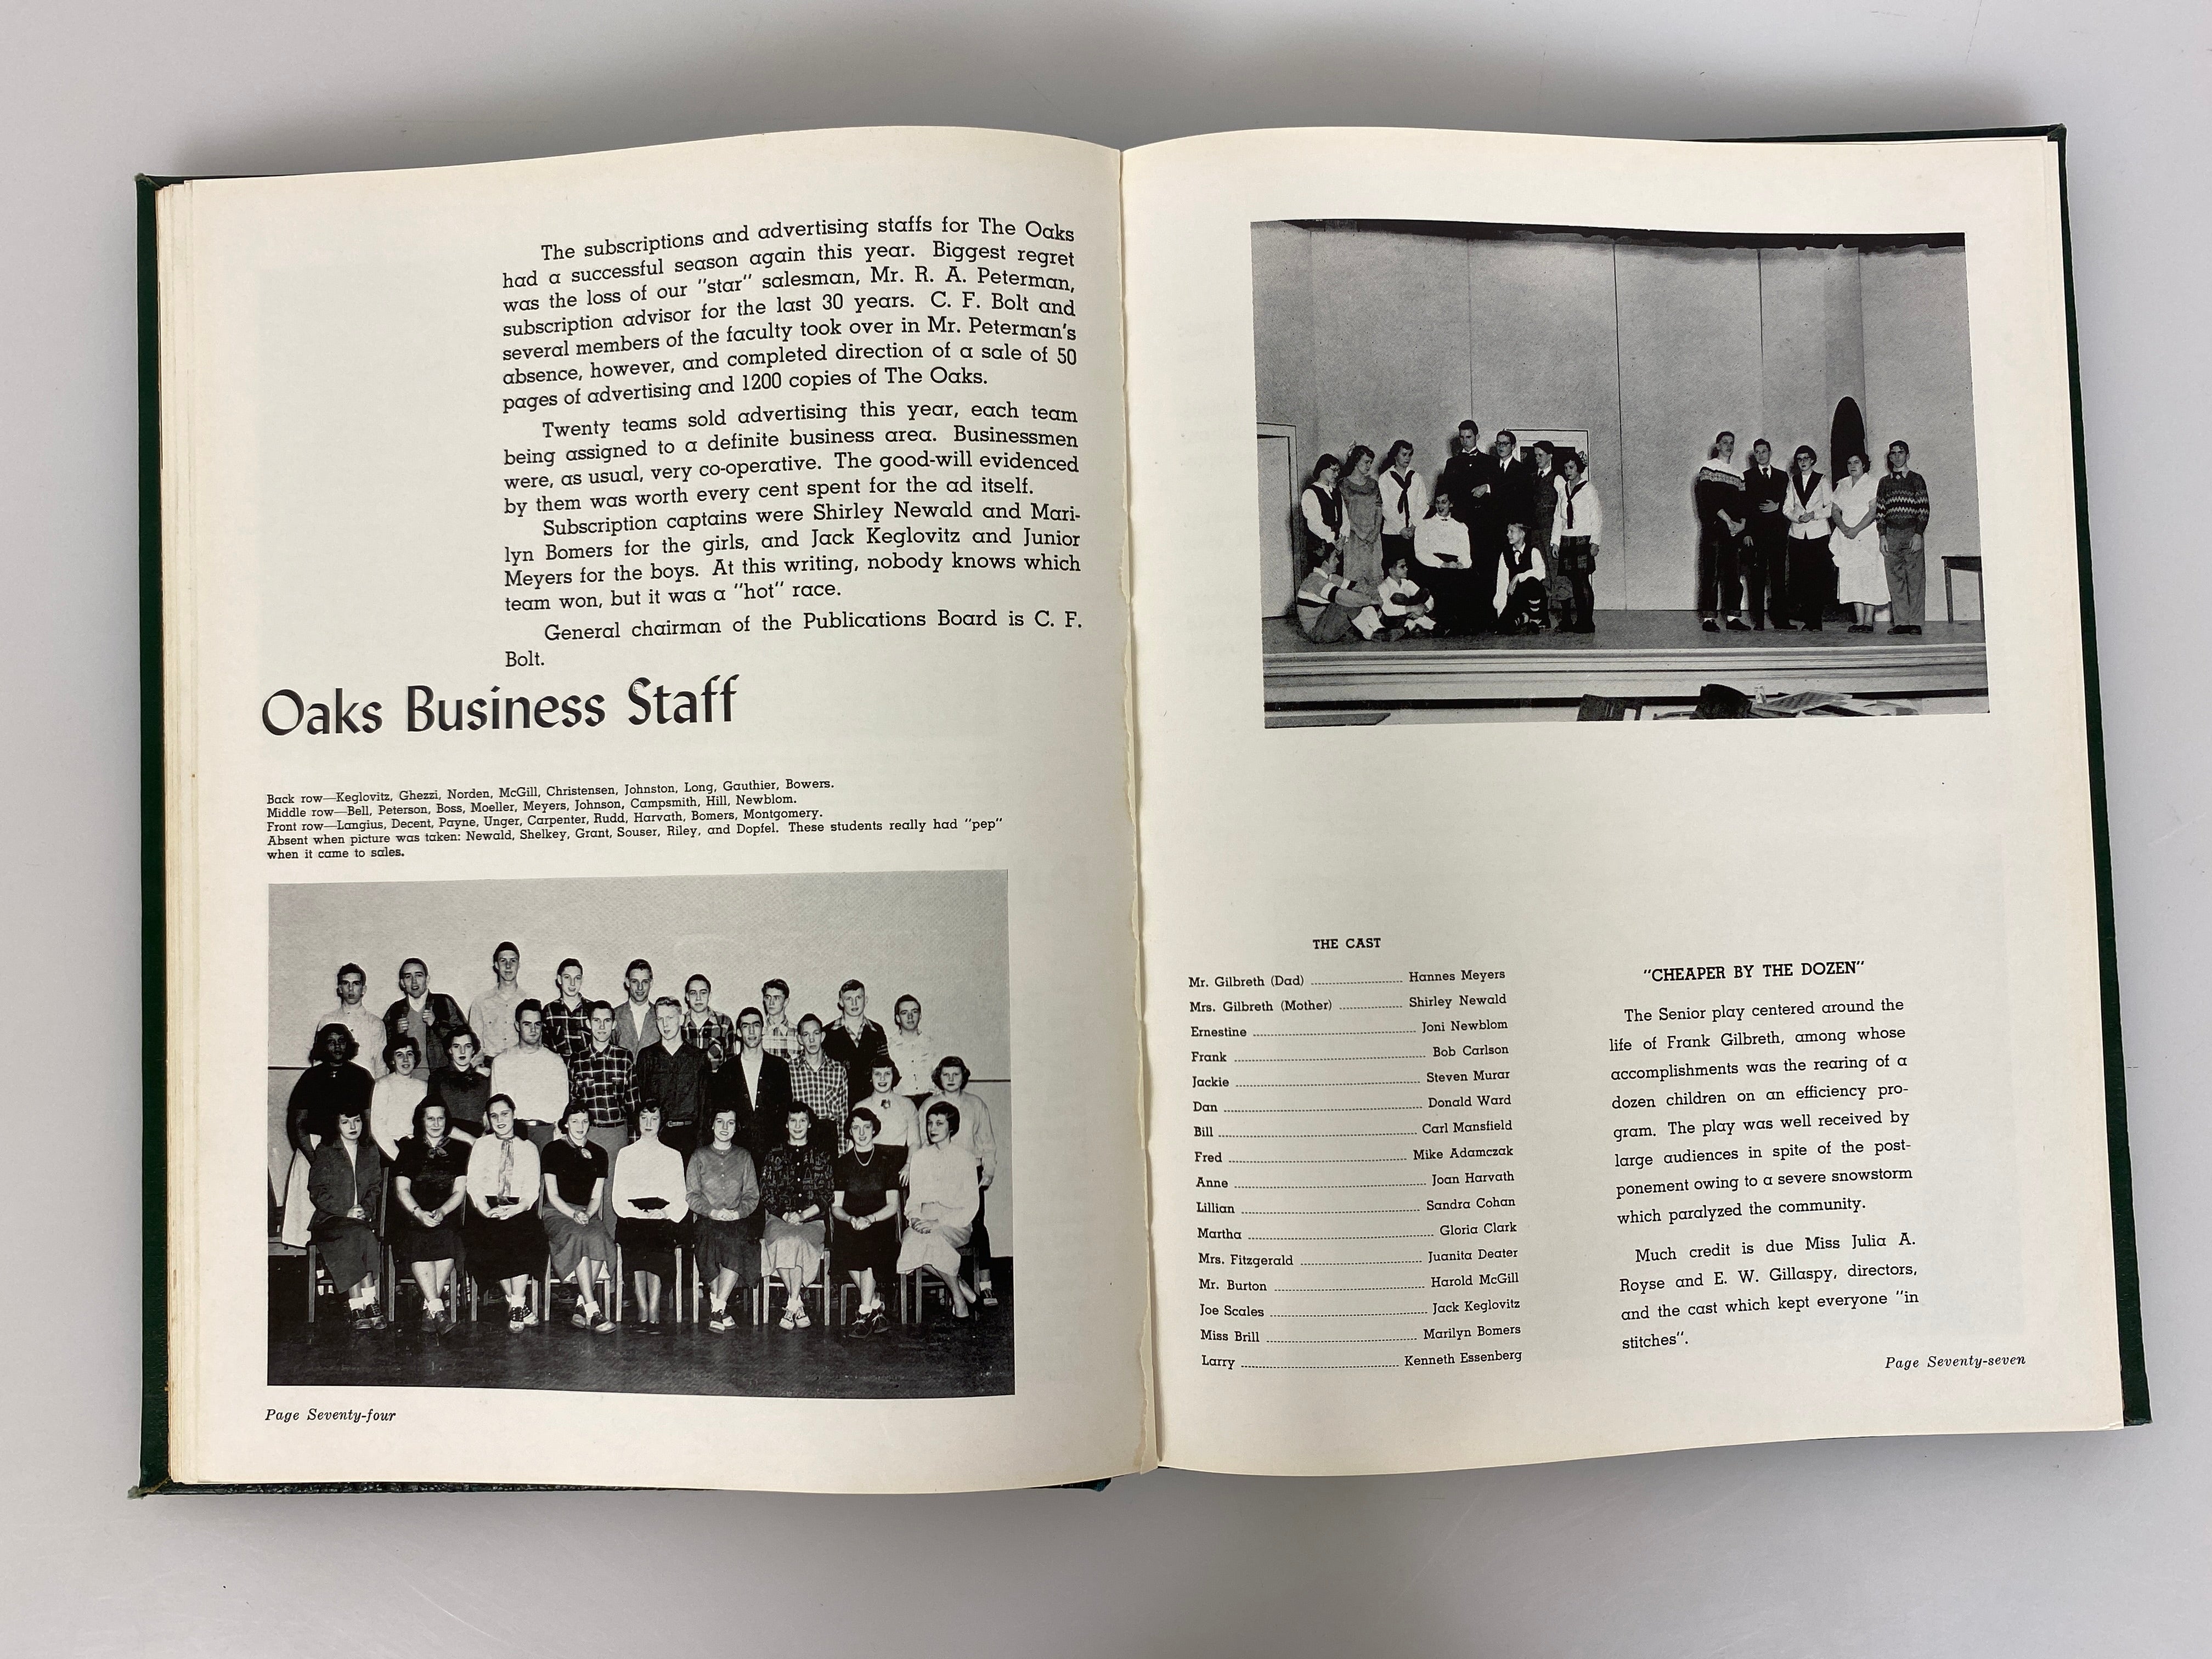 The subscriptions and advertising staffs for The Oaks
had a successful season again this year. Biggest regret
was the loss of our "star" salesman, Mr. R. A. Peterman,
subscription advisor for the last 30 years. C. F. Bolt and
several members of the faculty took over in Mr. Peterman's
absence, however, and completed direction of a sale of 50
pages of advertising and 1200 copies of The Oaks.
Twenty teams sold advertising this year, each team
being assigned to a definite business area. Businessmen
were, as usual, very co-operative. The good-will evidenced
by them was worth every cent spent for the ad itself.
Subscription captains were Shirley Newald and Mari-
lyn Bomers for the girls, and Jack Keglovitz and Junior
Meyers for the boys. At this writing, nobody knows which
team won, but it was a "hot" race.
General chairman of the Publications Board is C. F.
Bolt.
Oaks Business Staff
Back row—Keglovitz, Ghezzi, Norden, McGill, Christensen, Johnston, Long, Gauthier, Bowers.
Middle row—Bell, Peterson, Boss, Moeller, Meyers, Johnson, Campsmith, Hill, Newblom.
Front row—Langius, Decent, Payne, Unger, Carpenter, Rudd, Harvath, Bomers, Montgomery.
Absent when picture was taken: Newald, Shelkey, Grant, Souser, Riley, and Dopfel. These students really had "pep"
when it came to sales.
Page Seventy-four
THE CAST
Mr. Gilbreth (Dad) ........ Hannes Meyers
Mrs. Gilbreth (Mother) ........ Shirley Newald
Ernestine ........ Joni Newblom
Frank ........ Bob Carlson
Jackie ........ Steven Murar
Dan ........ Donald Ward
Bill ........ Carl Mansfield
Fred ........ Mike Adamczak
Anne ........ Joan Harvath
Lillian ........ Sandra Cohan
Martha ........ Gloria Clark
Mrs. Fitzgerald ........ Juanita Deater
Mr. Burton ........ Harold McGill
Joe Scales ........ Jack Keglovitz
Miss Brill ........ Marilyn Bomers
Larry ........ Kenneth Essenberg
"CHEAPER BY THE DOZEN"
The Senior play centered around the
life of Frank Gilbreth, among whose
accomplishments was the rearing of a
dozen children on an efficiency pro-
gram. The play was well received by
large audiences in spite of the post-
ponement owing to a severe snowstorm
which paralyzed the community.
Much credit is due Miss Julia A.
Royse and E. W. Gillaspy, directors,
and the cast which kept everyone "in
stitches".
Page Seventy-seven